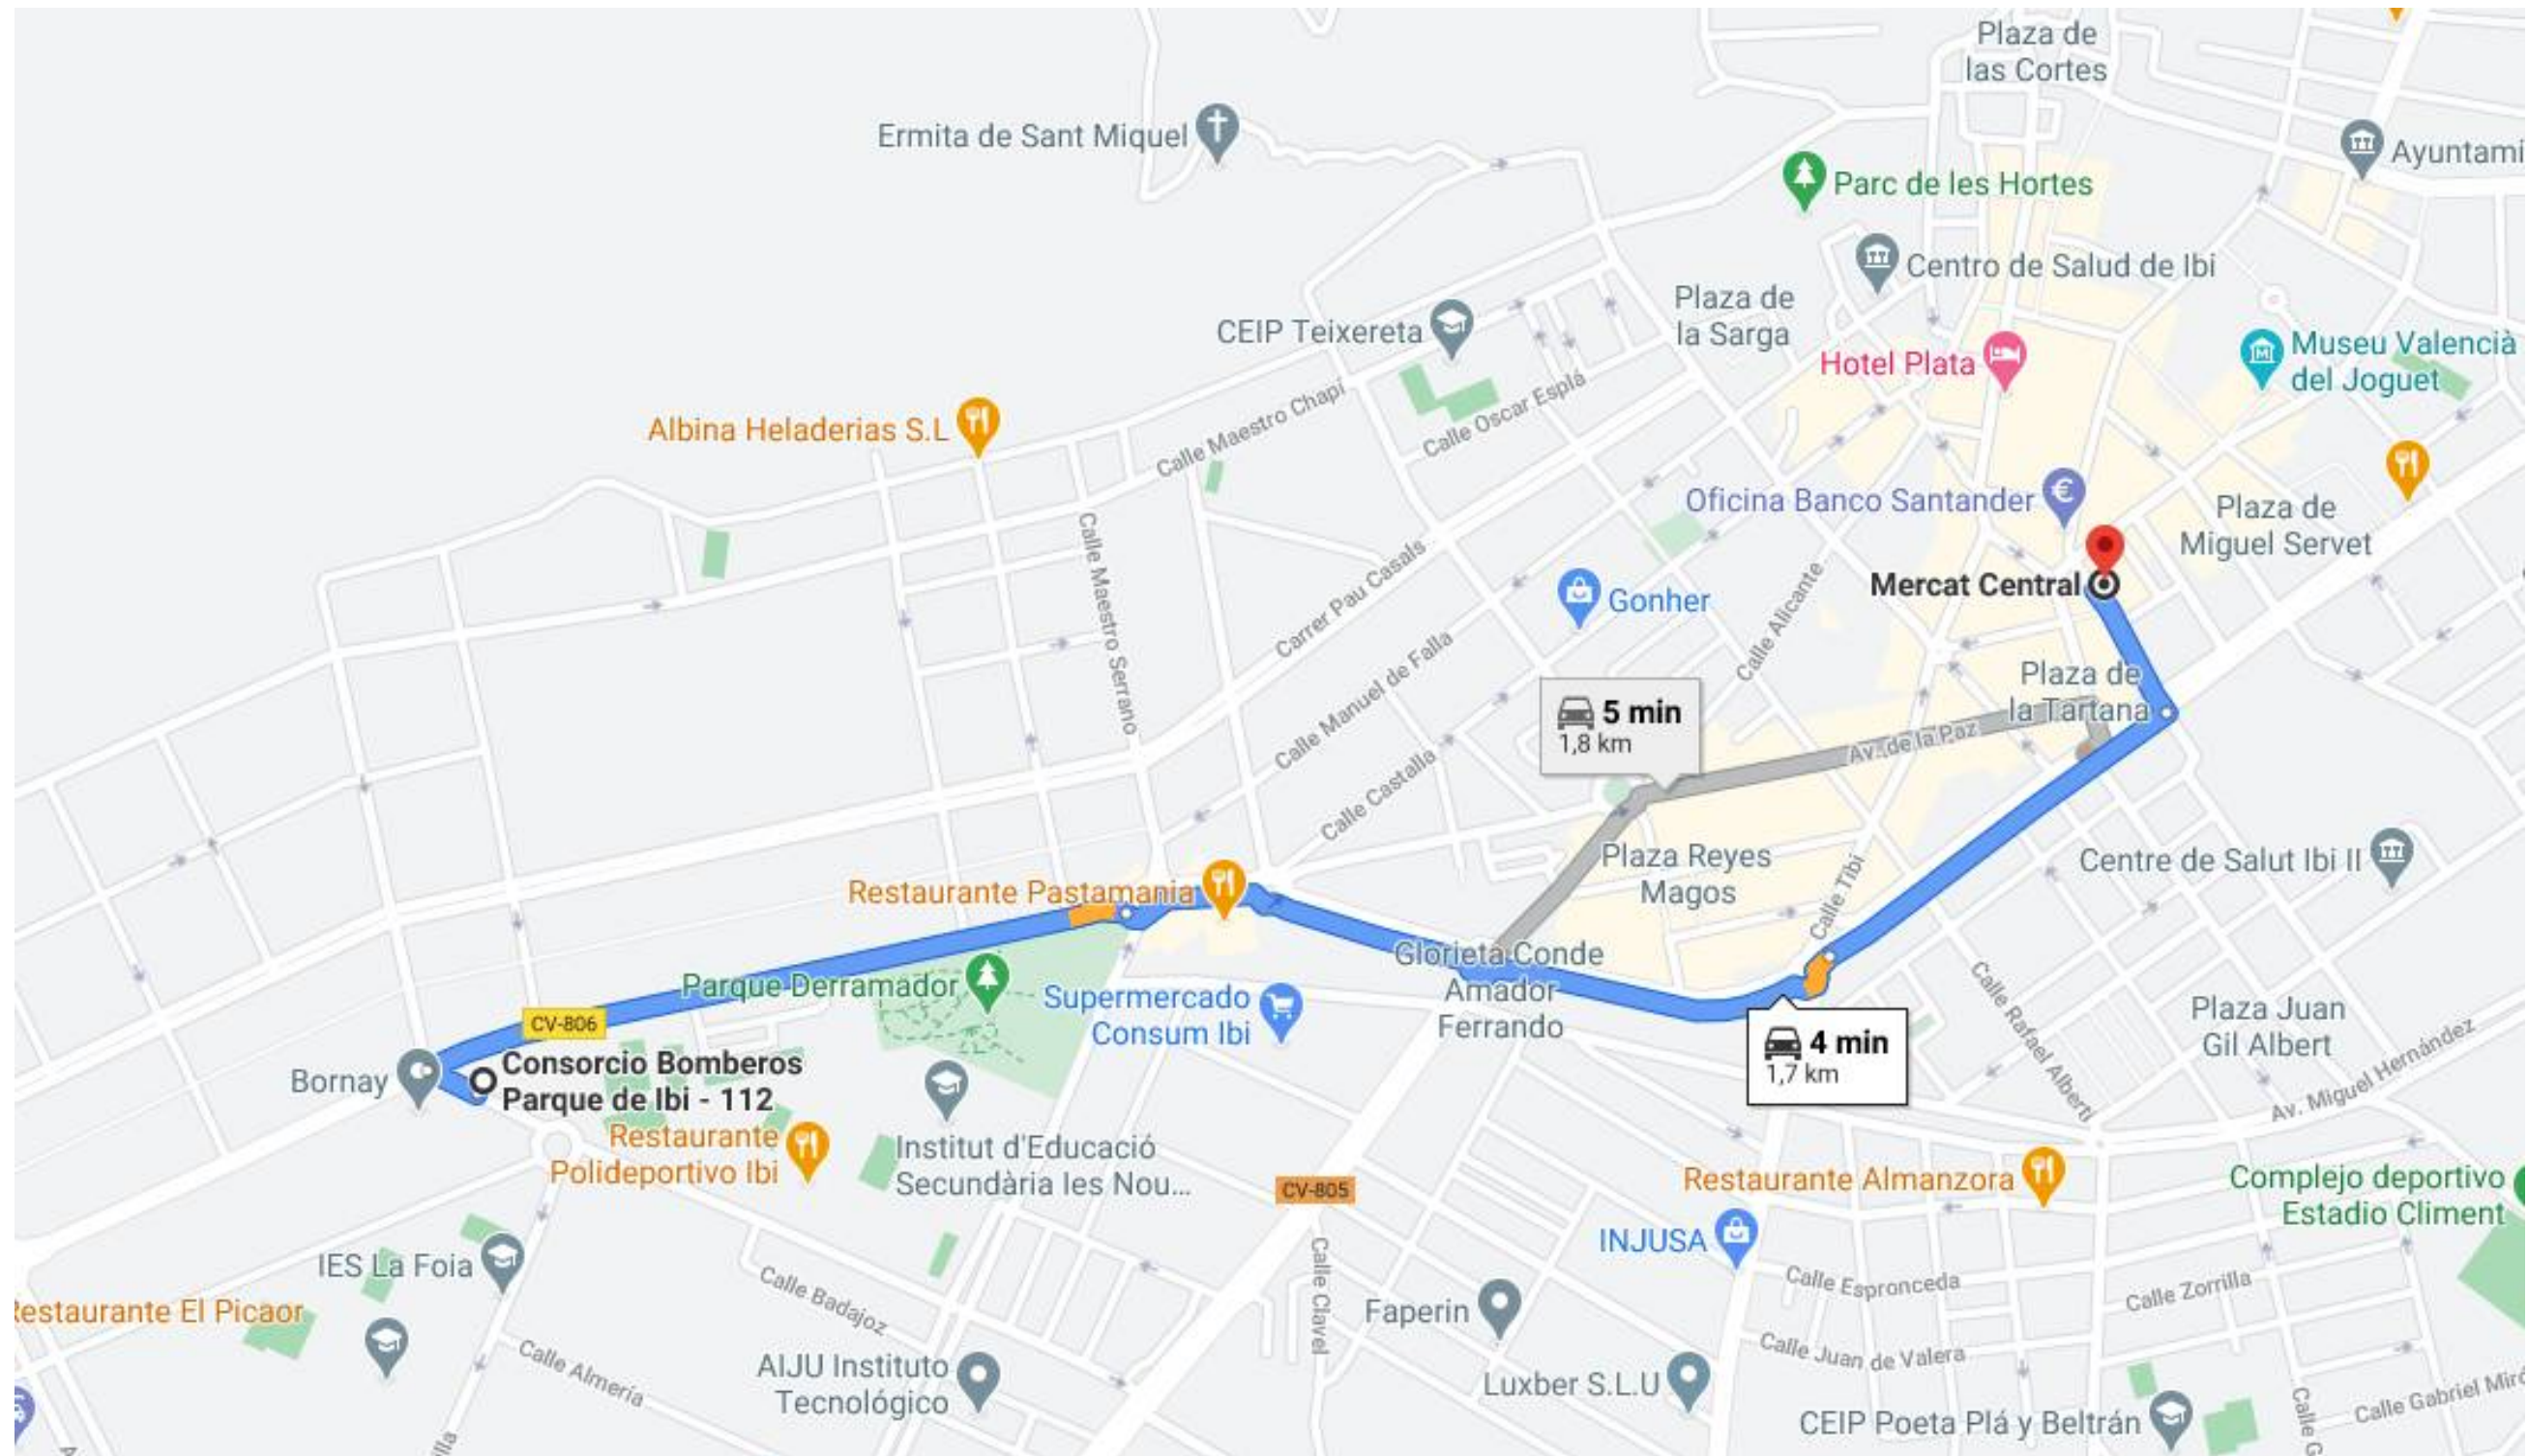 Plaza de
las Cortes
Ermita de Sant Miquel
Ayuntami
Parc de les Hortes
Centro de Salud de Ibi
Plaza de
la Sarga
CEIP Teixereta
Museu Valencià
del Joguet
Hotel Plata
Calle Maestro Chapí
Calle Oscar Esplá
Albina Heladerias S.L
Oficina Banco Santander
Plaza de
Miguel Servet
Calle Maestro Serrano
Carrer Pau Casals
Gonher
Calle Alicante
Mercat Central
Calle Manuel de Falla
Plaza de
la Tartana
5 min
1,8 km
Av. de la Paz
Calle Castalla
Plaza Reyes
Magos
Calle Tibi
Centre de Salut Ibi II
Restaurante Pastamania
Glorieta Conde
Amador
Ferrando
Parque Derramador
Supermercado
Consum Ibi
Calle Rafael Alberti
Plaza Juan
Gil Albert
CV-806
4 min
1,7 km
Bornay
Consorcio Bomberos
Parque de Ibi - 112
Av. Miguel Hernández
Restaurante
Polideportivo Ibi
Institut d'Educació
Secundària Ies Nou...
CV-805
Restaurante Almanzora
Complejo deportivo
Estadio Climent
INJUSA
IES La Foia
Calle Clavel
Calle Espronceda
Calle Zorrilla
Restaurante El Picaor
Calle Badajoz
Faperin
Calle Juan de Valera
Calle Almería
AIJU Instituto
Tecnológico
Luxber S.L.U
CEIP Poeta Plá y Beltrán
Calle G
Calle Gabriel Miró
illa
A